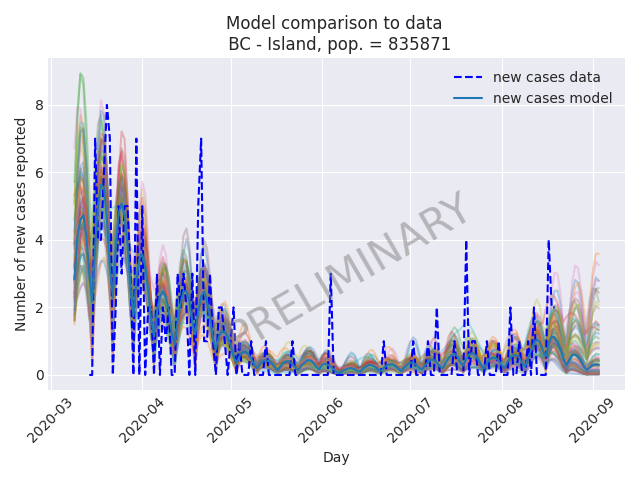 Model comparison to data
BC - Island, pop. = 835871
new cases data
new cases model
PRELIMINARY
Number of new cases reported
8
6
4
2
0
2020-03
2020-04
2020-05
2020-06
2020-07
2020-08
2020-09
Day